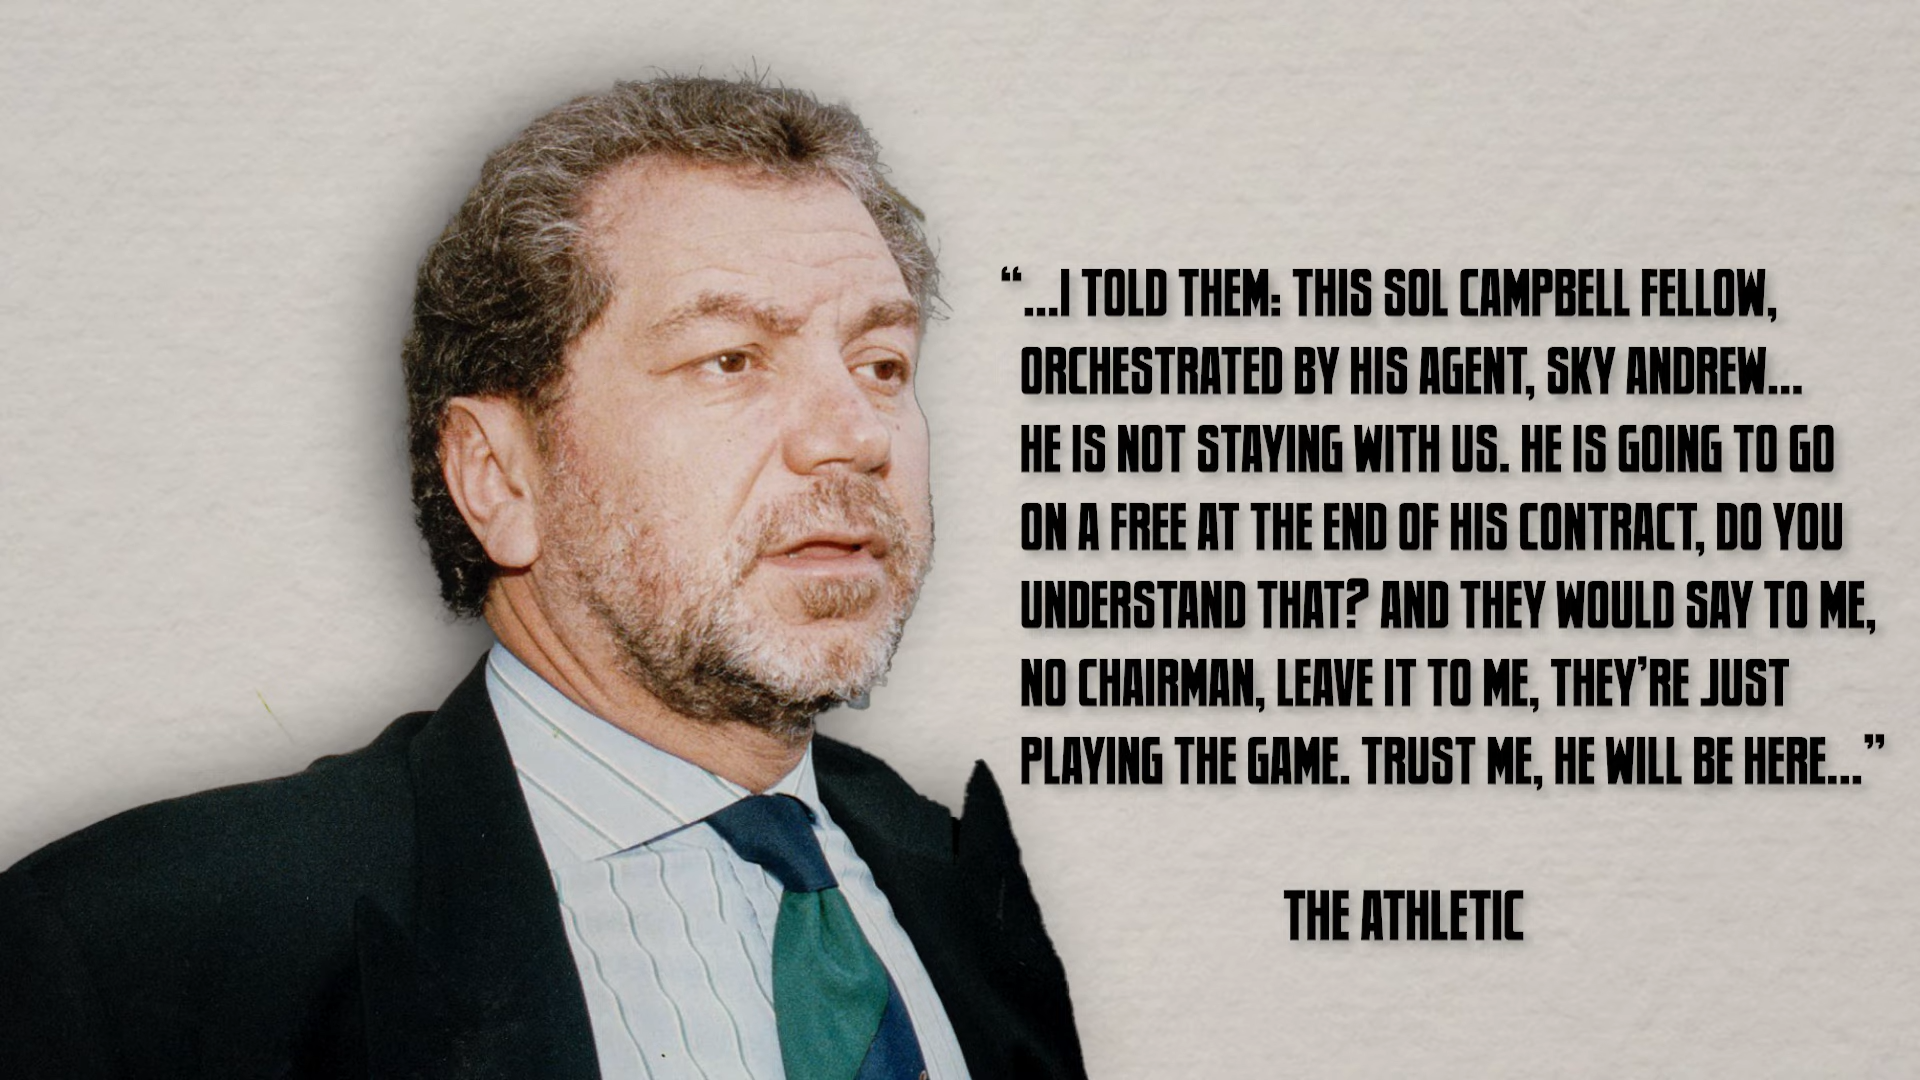 “...I TOLD THEM: THIS SOL CAMPBELL FELLOW,
ORCHESTRATED BY HIS AGENT, SKY ANDREW...
HE IS NOT STAYING WITH US. HE IS GOING TO GO
ON A FREE AT THE END OF HIS CONTRACT, DO YOU
UNDERSTAND THAT? AND THEY WOULD SAY TO ME,
NO CHAIRMAN, LEAVE IT TO ME, THEY’RE JUST
PLAYING THE GAME. TRUST ME, HE WILL BE HERE...”
THE ATHLETIC